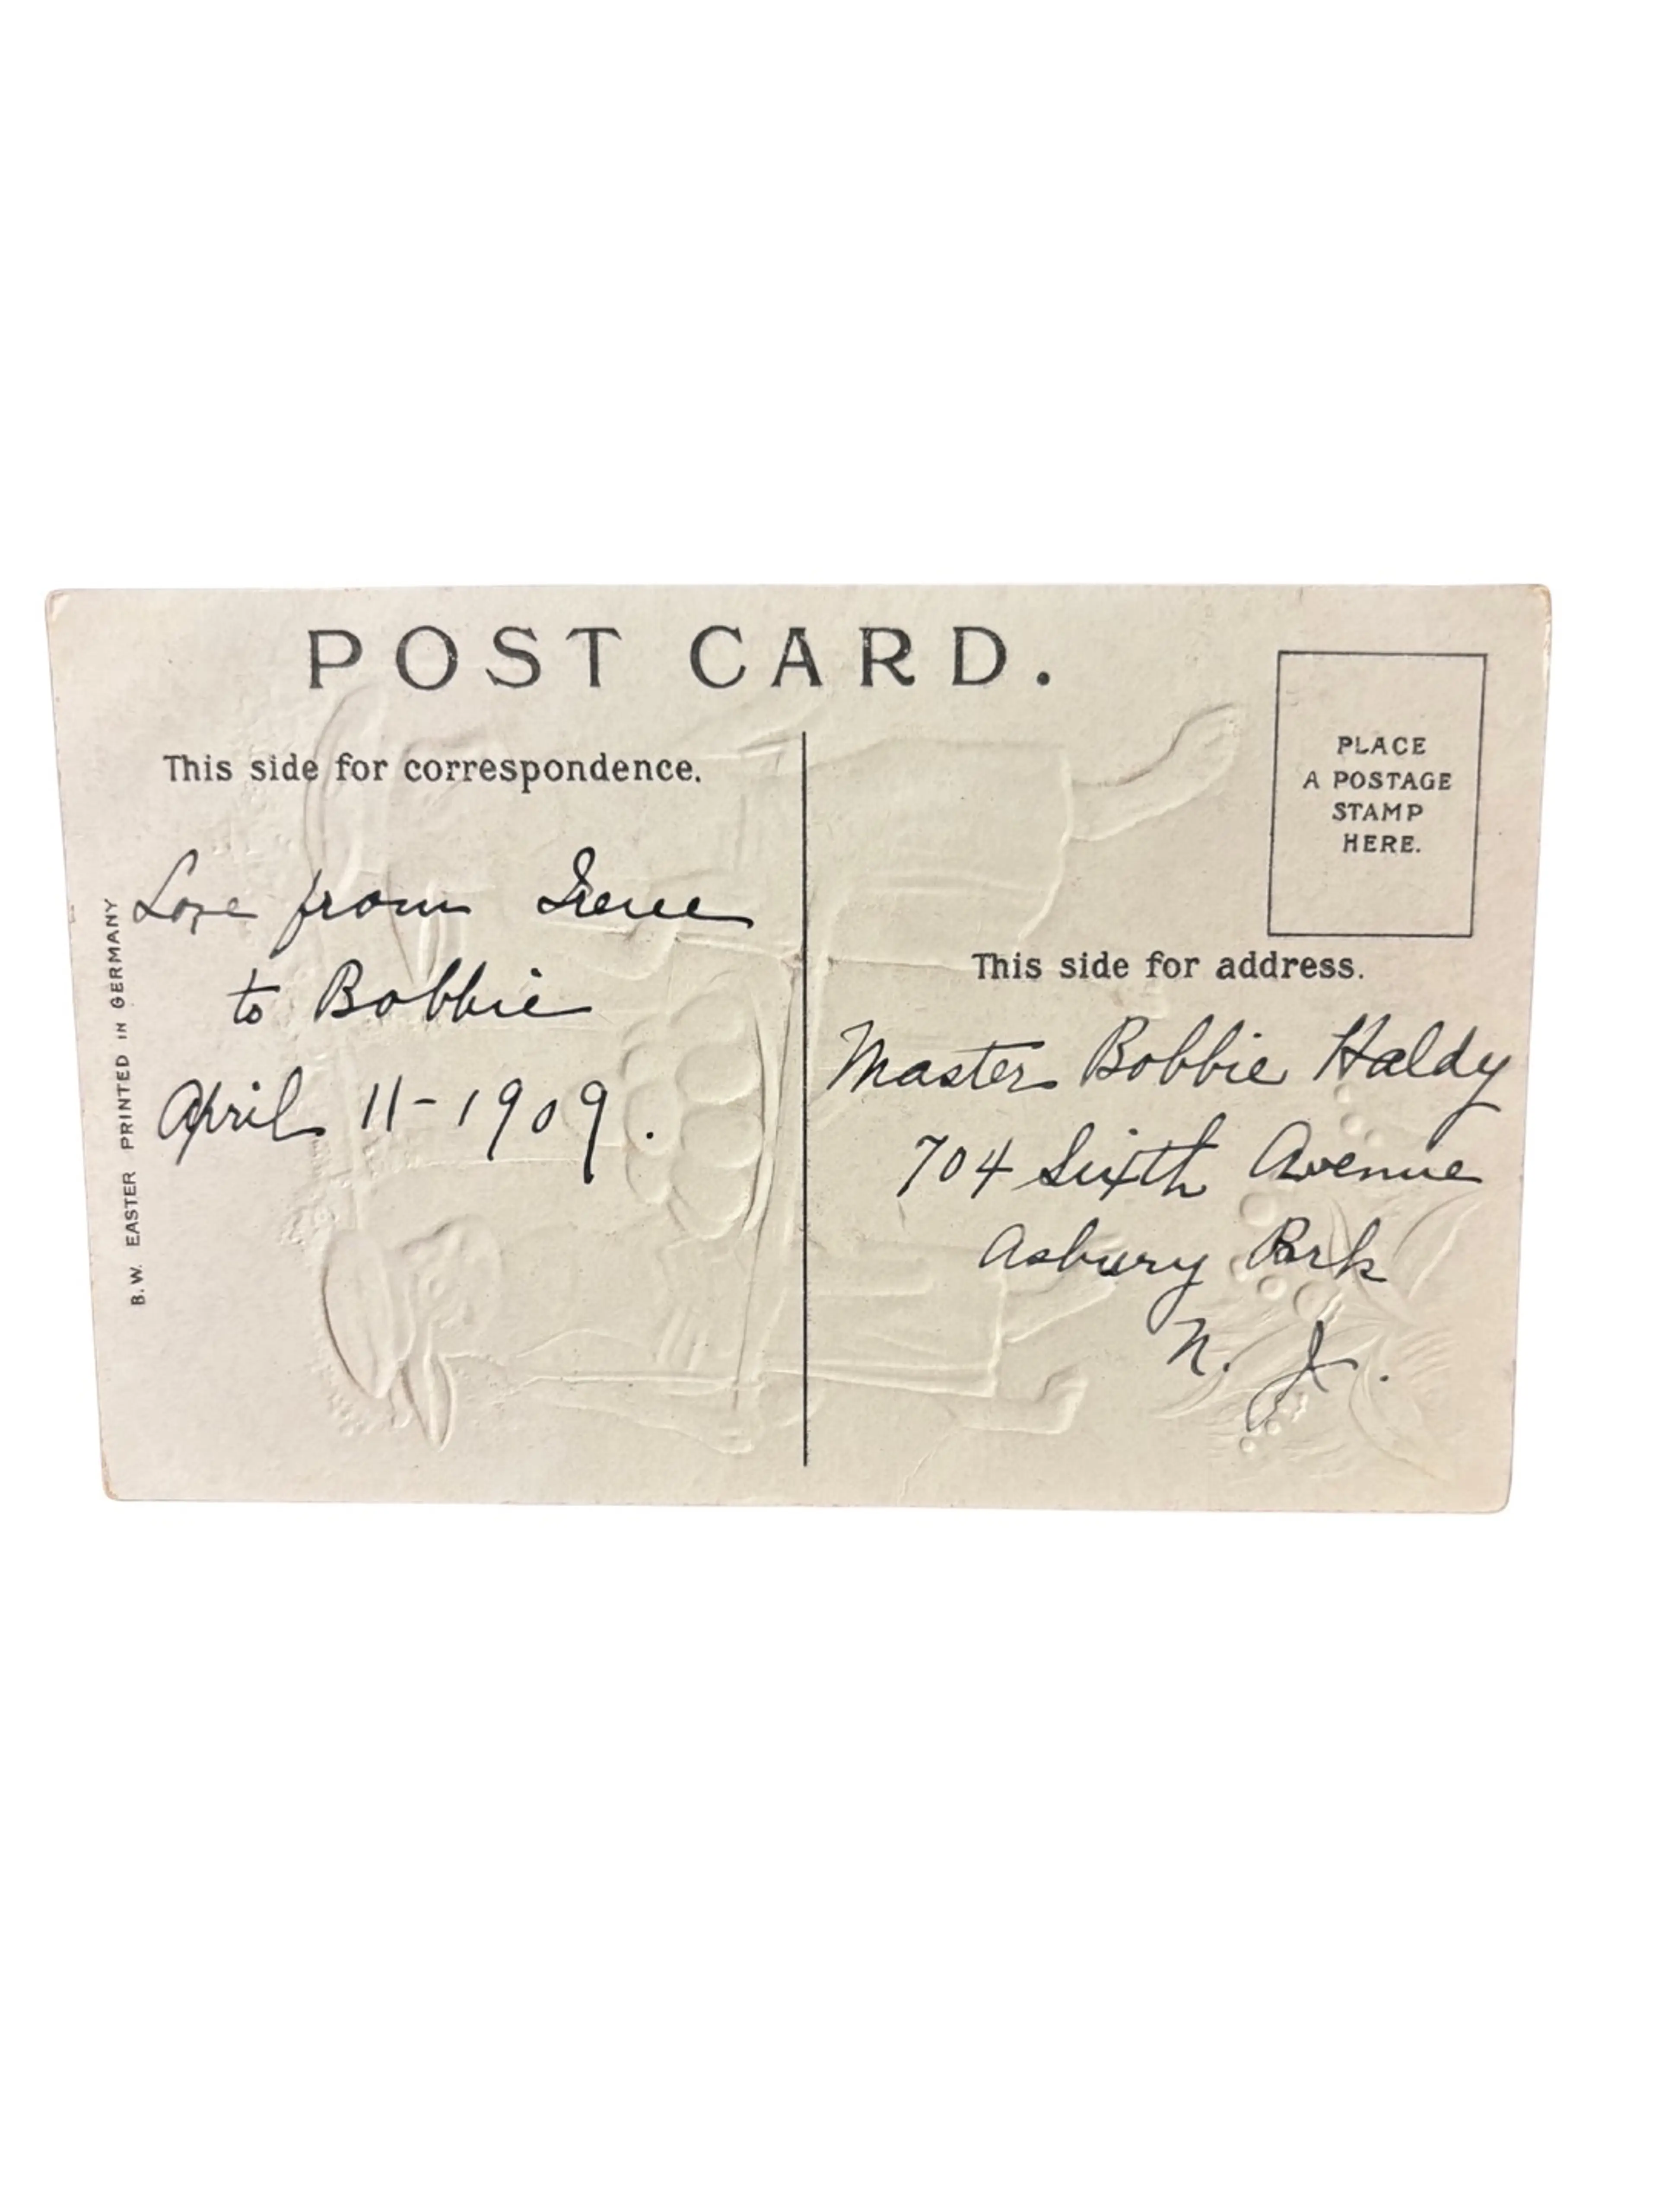 POST CARD.
PLACE
A POSTAGE
STAMP
HERE.
This side for correspondence.
Love from Irene
to Bobbie
April 11-1909.
B.W. EASTER PRINTED IN GERMANY
This side for address.
Master Bobbie Haldy
704 Sixth Avenue
Asbury Park
N. J.